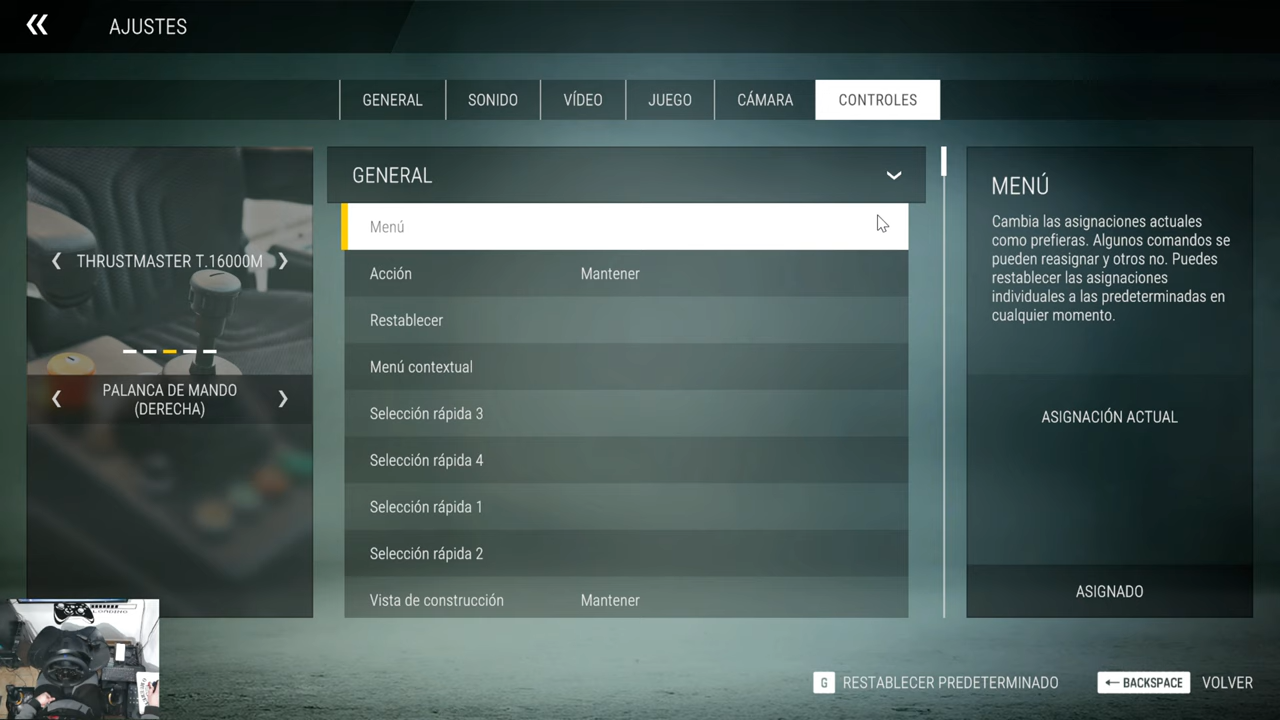 AJUSTES
GENERAL
SONIDO
VÍDEO
JUEGO
CÁMARA
CONTROLES
THRUSTMASTER T.16000M
PALANCA DE MANDO
(DERECHA)
GENERAL
Menú
Acción Mantener
Restablecer
Menú contextual
Selección rápida 3
Selección rápida 4
Selección rápida 1
Selección rápida 2
Vista de construcción Mantener
MENÚ
Cambia las asignaciones actuales
como prefieras. Algunos comandos se
pueden reasignar y otros no. Puedes
restablecer las asignaciones
individuales a las predeterminadas en
cualquier momento.
ASIGNACIÓN ACTUAL
ASIGNADO
G RESTABLECER PREDETERMINADO
← BACKSPACE VOLVER